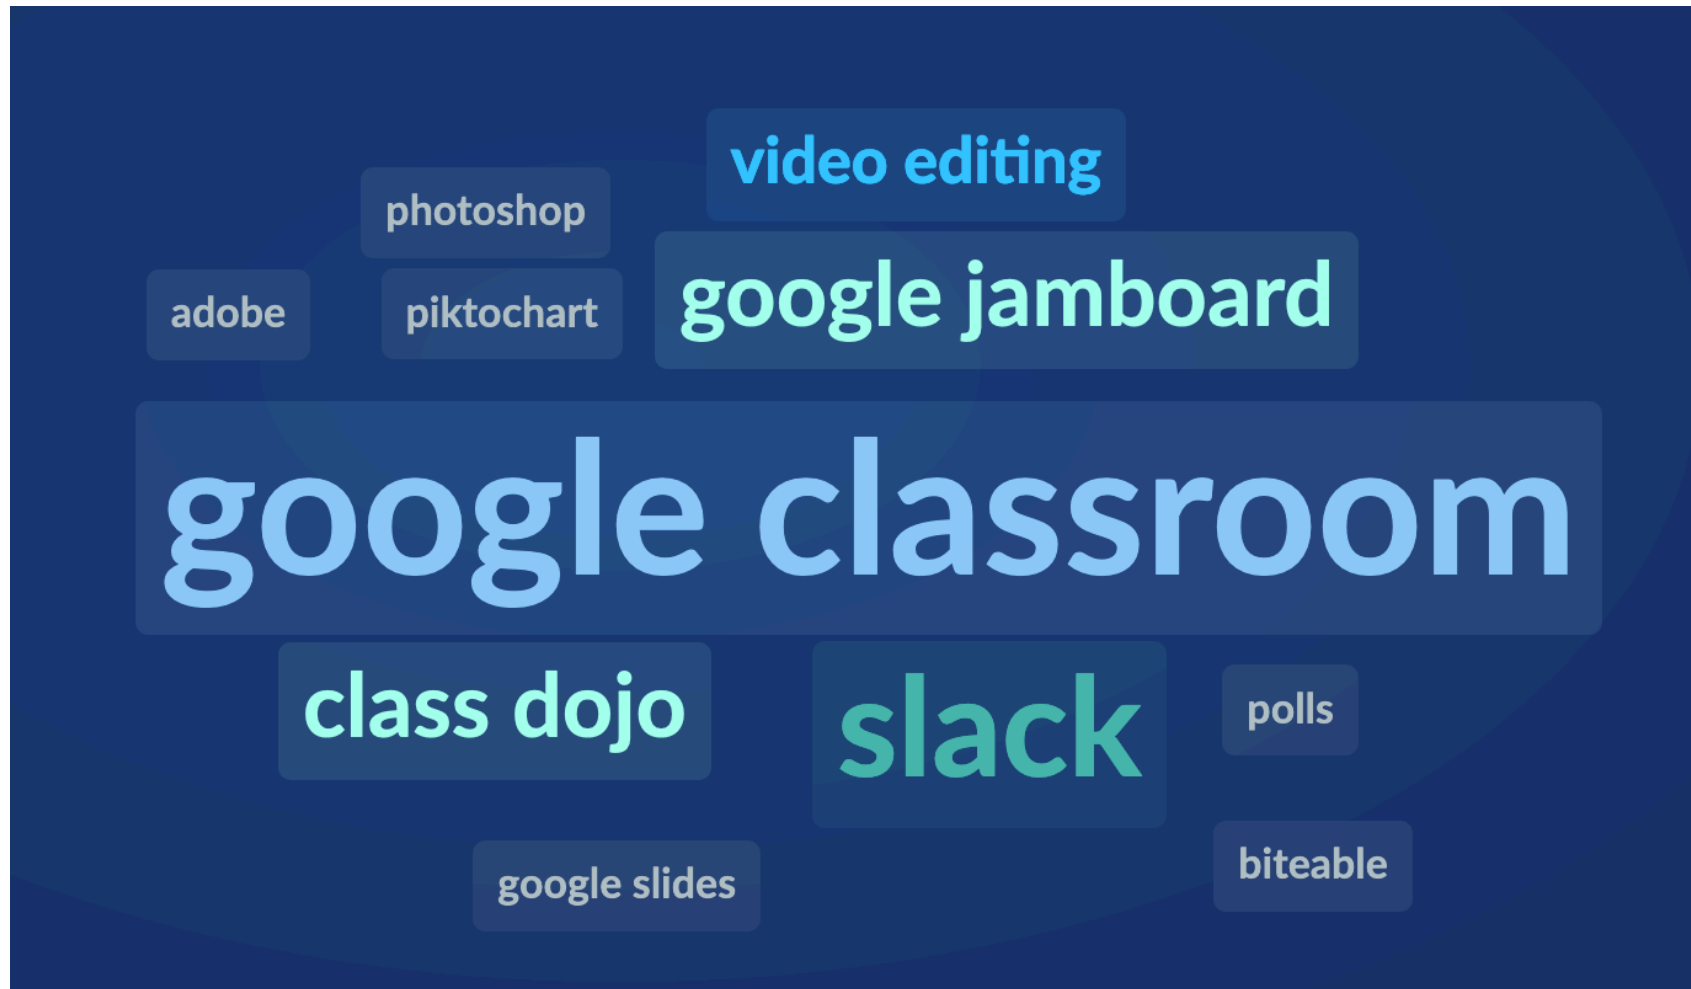 video editing
photoshop
google jamboard
adobe
piktochart
google classroom
class dojo
slack
polls
biteable
google slides